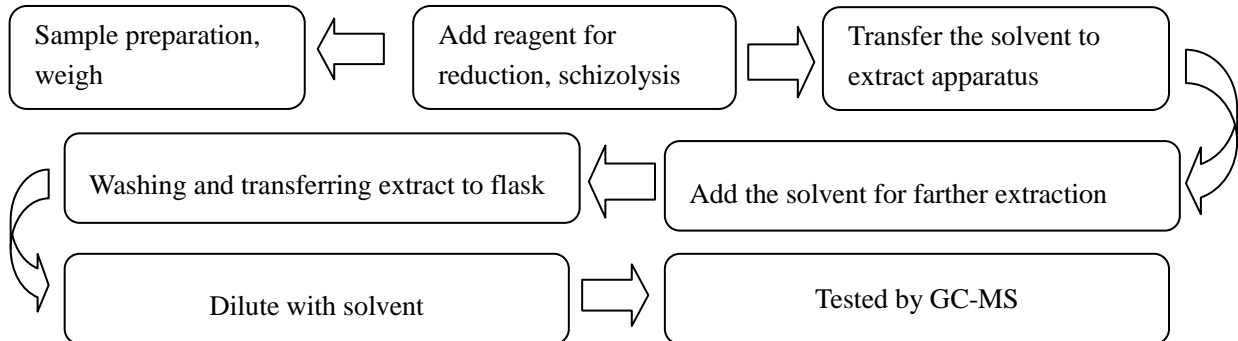 Sample preparation,
weigh
Add reagent for
reduction, schizolysis
Transfer the solvent to
extract apparatus
Washing and transferring extract to flask
Add the solvent for farther extraction
Dilute with solvent
Tested by GC-MS